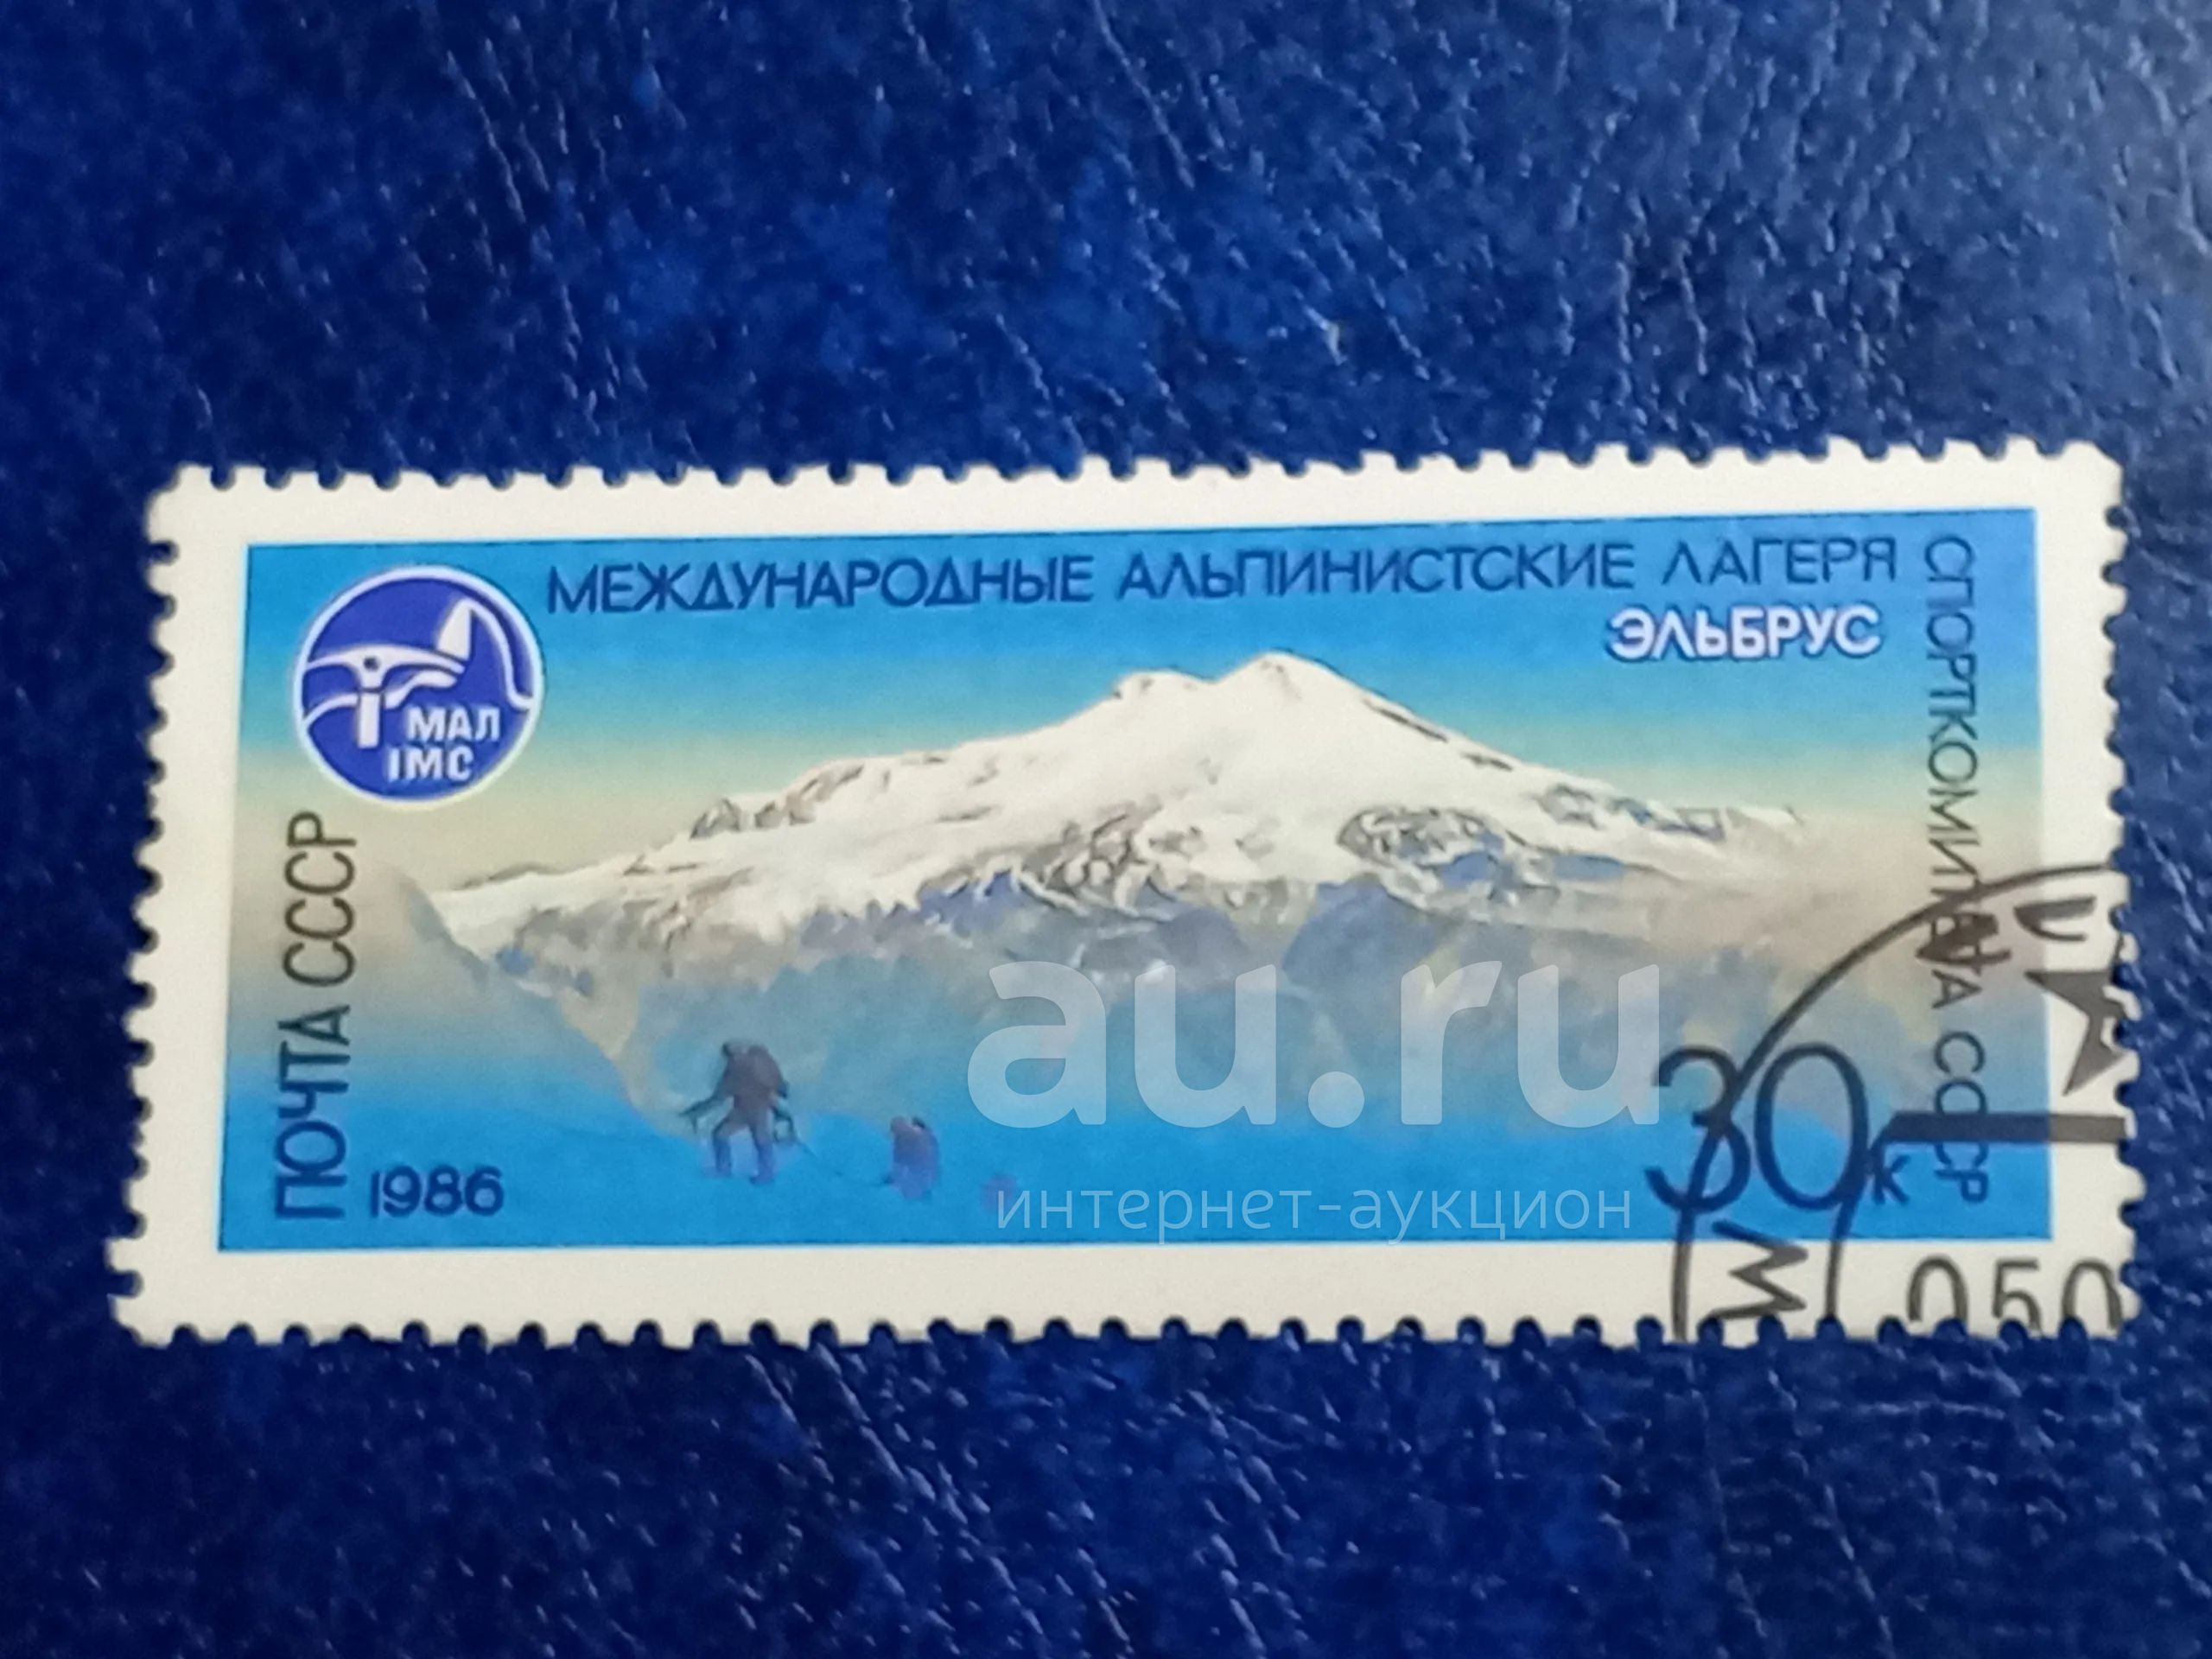 МЕЖДУНАРОДНЫЕ АЛЬПИНИСТСКИЕ ЛАГЕРЯ
ЭЛЬБРУС
СПОРТКОМИТЕТА СССР
МАЛ
IMC
ПОЧТА СССР
1986
30к
050
au.ru
интернет-аукцион